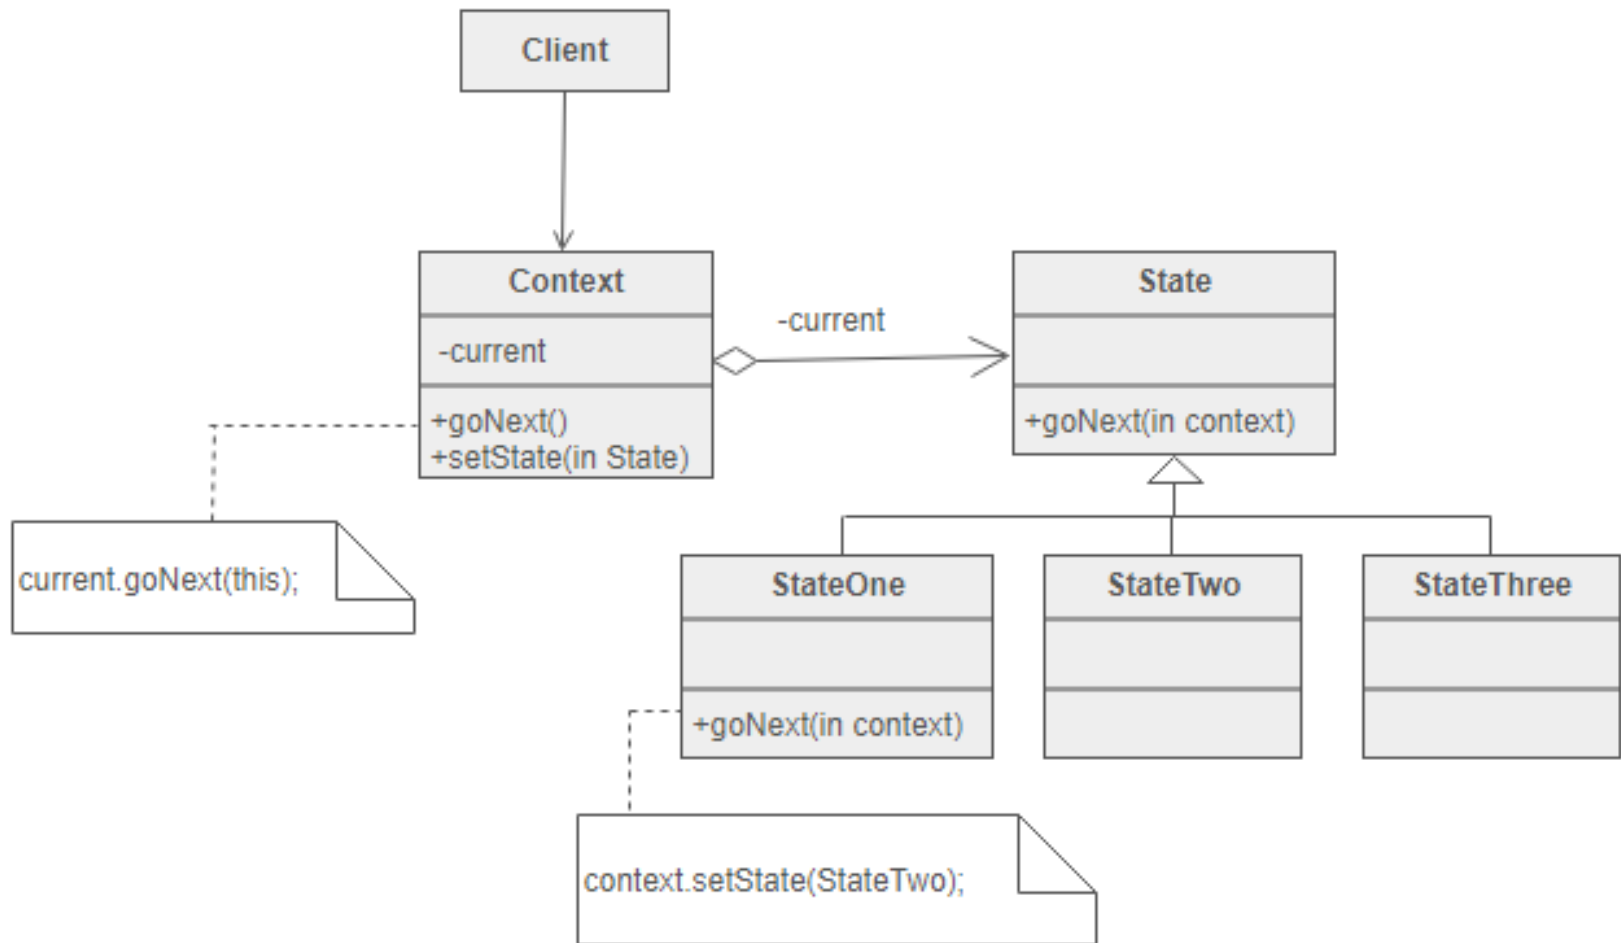 Client
Context
-current
+goNext()
+setState(in State)
-current
State
+goNext(in context)
current.goNext(this);
StateOne
+goNext(in context)
StateTwo
StateThree
context.setState(StateTwo);